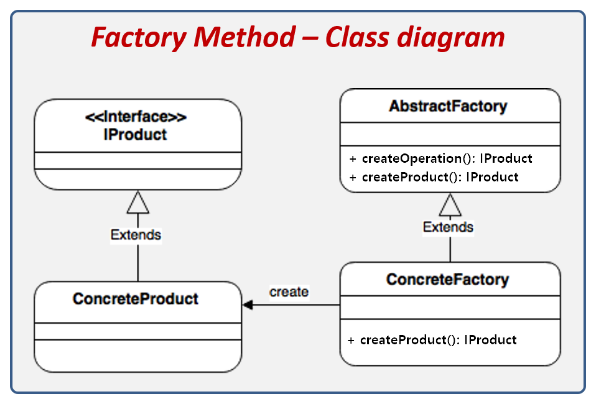 Factory Method – Class diagram
<<Interface>>
IProduct
AbstractFactory
+ createOperation(): IProduct
+ createProduct(): IProduct
Extends
Extends
ConcreteProduct
create
ConcreteFactory
+ createProduct(): IProduct